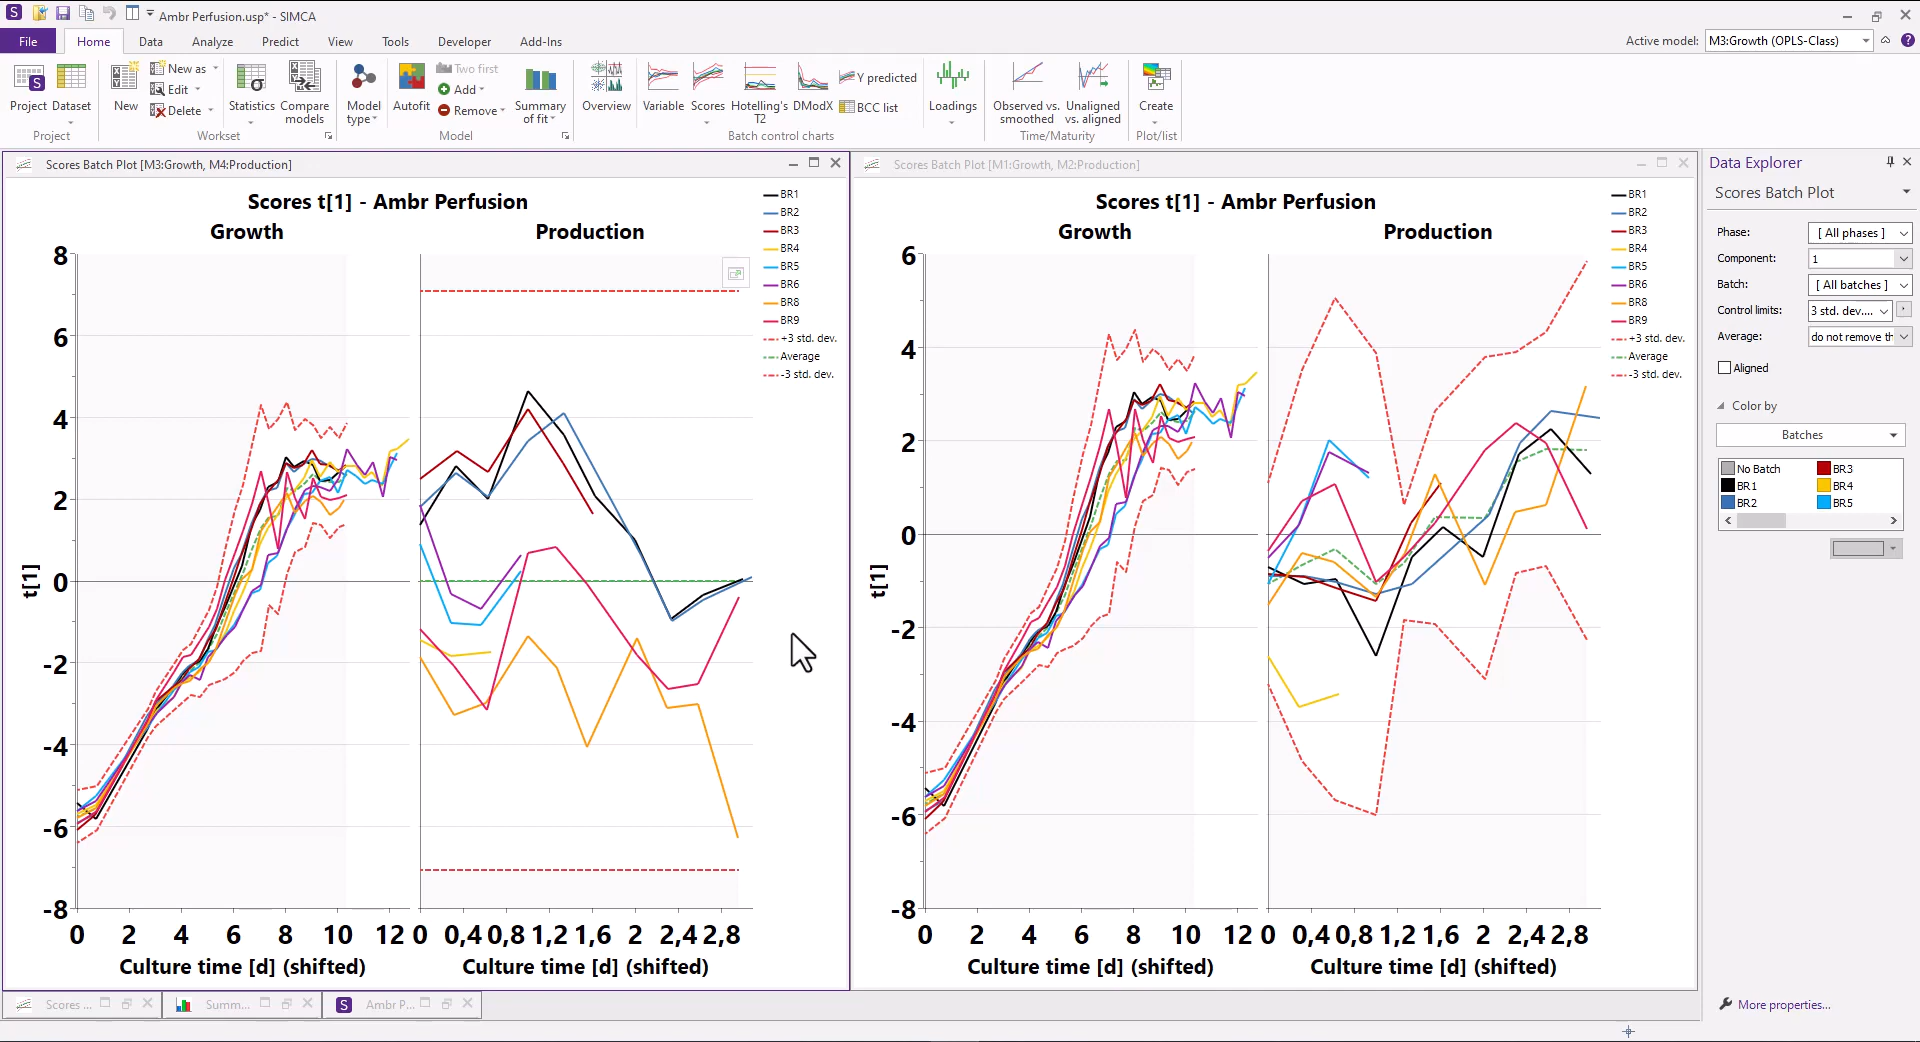 Ambr Perfusion.usp* - SIMCA
File
Home
Data
Analyze
Predict
View
Tools
Developer
Add-Ins
Active model:
M3:Growth (OPLS-Class)
Project
Dataset
Project
New
New as
Edit
Delete
Statistics
Compare models
Workset
Model type
Autofit
Two first
Add
Remove
Summary of fit
Model
Overview
Variable
Scores
Hotelling's T2
DModX
Y predicted
BCC list
Batch control charts
Loadings
Observed vs. smoothed
Unaligned vs. aligned
Time/Maturity
Create
Plot/list
Scores Batch Plot [M3:Growth, M4:Production]
Scores t[1] - Ambr Perfusion
Growth
Production
8
6
4
2
0
-2
-4
-6
-8
t[1]
0 2 4 6 8 10 12
0 0,4 0,8 1,2 1,6 2 2,4 2,8
Culture time [d] (shifted)
Culture time [d] (shifted)
BR1
BR2
BR3
BR4
BR5
BR6
BR8
BR9
+3 std. dev.
Average
-3 std. dev.
Scores Batch Plot [M1:Growth, M2:Production]
Scores t[1] - Ambr Perfusion
Growth
Production
6
4
2
0
-2
-4
-6
-8
t[1]
0 2 4 6 8 10 12
0 0,4 0,8 1,2 1,6 2 2,4 2,8
Culture time [d] (shifted)
Culture time [d] (shifted)
BR1
BR2
BR3
BR4
BR5
BR6
BR8
BR9
+3 std. dev.
Average
-3 std. dev.
Data Explorer
Scores Batch Plot
Phase:
[ All phases ]
Component:
1
Batch:
[ All batches ]
Control limits:
3 std. dev....
Average:
do not remove th
Aligned
Color by
Batches
No Batch
BR1
BR2
BR3
BR4
BR5
More properties...
Scores ...
Summ...
Ambr P...